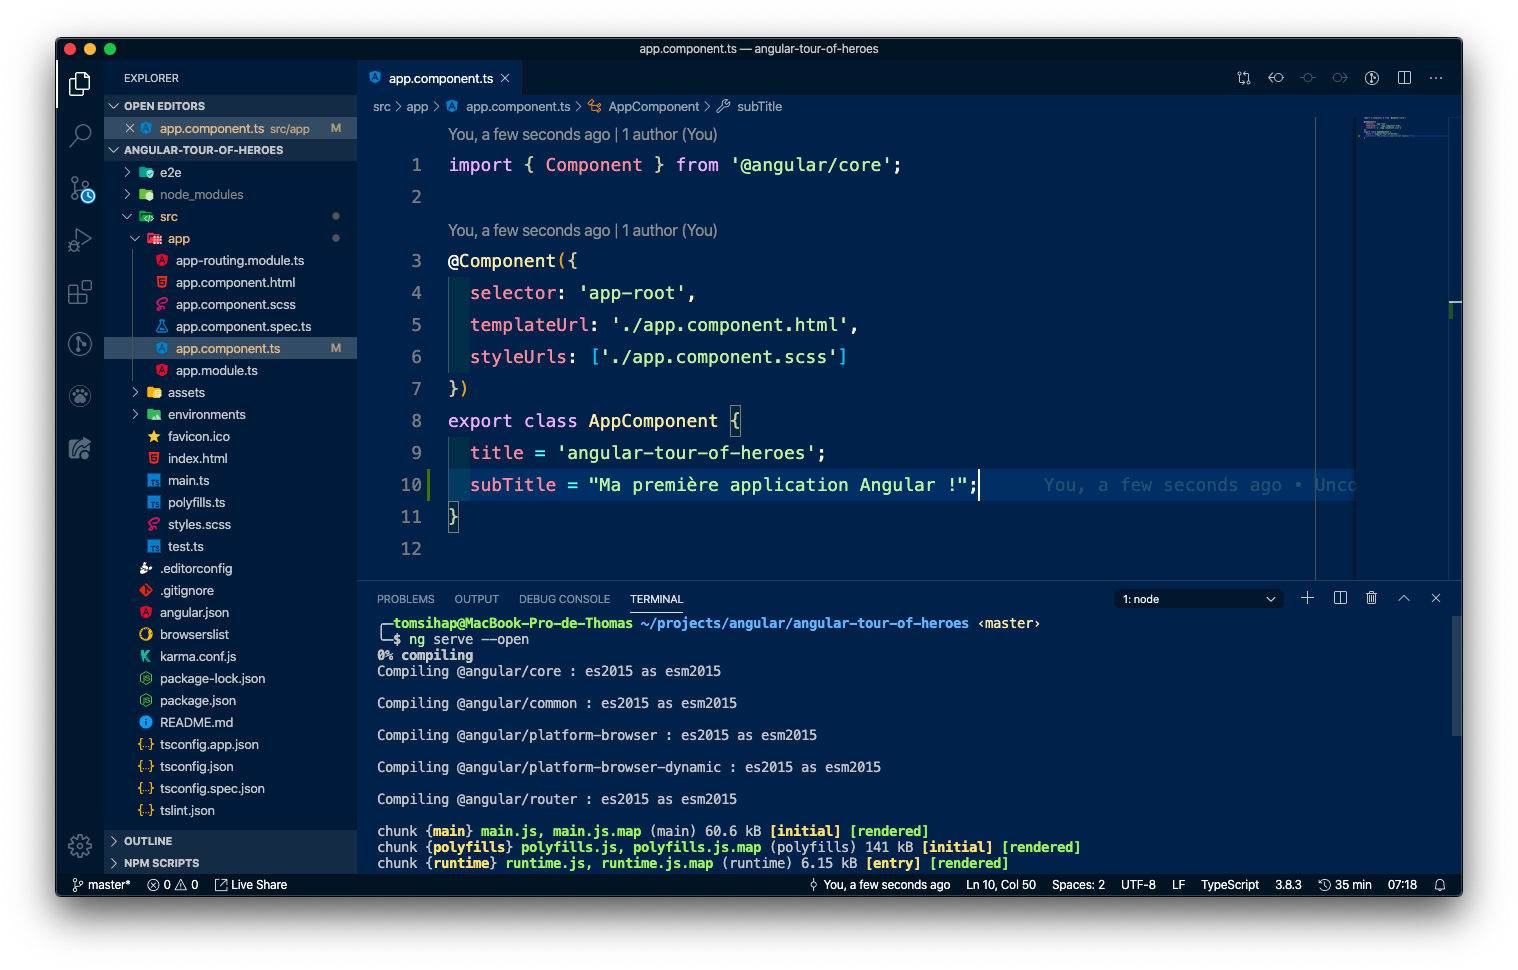 app.component.ts — angular-tour-of-heroes
EXPLORER
OPEN EDITORS
app.component.ts src/app M
ANGULAR-TOUR-OF-HEROES
e2e
node_modules
src
app
app-routing.module.ts
app.component.html
app.component.scss
app.component.spec.ts
app.component.ts M
app.module.ts
assets
environments
favicon.ico
index.html
main.ts
polyfills.ts
styles.scss
test.ts
.editorconfig
.gitignore
angular.json
browserslist
karma.conf.js
package-lock.json
package.json
README.md
tsconfig.app.json
tsconfig.json
tsconfig.spec.json
tslint.json
OUTLINE
NPM SCRIPTS
app.component.ts
src > app > app.component.ts > AppComponent > subTitle
You, a few seconds ago | 1 author (You)
1 import { Component } from '@angular/core';
2
You, a few seconds ago | 1 author (You)
3 @Component({
4 selector: 'app-root',
5 templateUrl: './app.component.html',
6 styleUrls: ['./app.component.scss']
7 })
8 export class AppComponent {
9 title = 'angular-tour-of-heroes';
10 subTitle = "Ma première application Angular !"; You, a few seconds ago • Unco
11 }
12
PROBLEMS OUTPUT DEBUG CONSOLE TERMINAL 1: node
tomsihap@MacBook-Pro-de-Thomas ~/projects/angular/angular-tour-of-heroes ‹master›
$ ng serve --open
0% compiling
Compiling @angular/core : es2015 as esm2015
Compiling @angular/common : es2015 as esm2015
Compiling @angular/platform-browser : es2015 as esm2015
Compiling @angular/platform-browser-dynamic : es2015 as esm2015
Compiling @angular/router : es2015 as esm2015
chunk {main} main.js, main.js.map (main) 60.6 kB [initial] [rendered]
chunk {polyfills} polyfills.js, polyfills.js.map (polyfills) 141 kB [initial] [rendered]
chunk {runtime} runtime.js, runtime.js.map (runtime) 6.15 kB [entry] [rendered]
master* 0 0 Live Share You, a few seconds ago Ln 10, Col 50 Spaces: 2 UTF-8 LF TypeScript 3.8.3 35 min 07:18